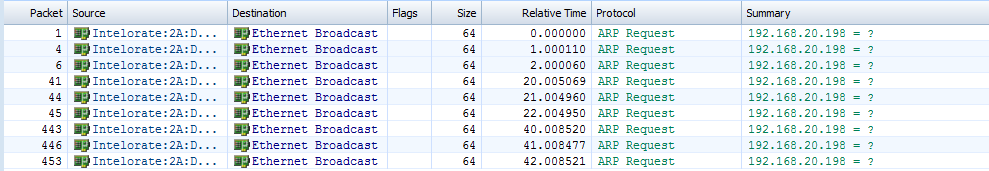 Packet Source Destination Flags Size Relative Time Protocol Summary
1 Intelorate:2A:D... Ethernet Broadcast 64 0.000000 ARP Request 192.168.20.198 = ?
4 Intelorate:2A:D... Ethernet Broadcast 64 1.000110 ARP Request 192.168.20.198 = ?
6 Intelorate:2A:D... Ethernet Broadcast 64 2.000060 ARP Request 192.168.20.198 = ?
41 Intelorate:2A:D... Ethernet Broadcast 64 20.005069 ARP Request 192.168.20.198 = ?
44 Intelorate:2A:D... Ethernet Broadcast 64 21.004960 ARP Request 192.168.20.198 = ?
45 Intelorate:2A:D... Ethernet Broadcast 64 22.004950 ARP Request 192.168.20.198 = ?
443 Intelorate:2A:D... Ethernet Broadcast 64 40.008520 ARP Request 192.168.20.198 = ?
446 Intelorate:2A:D... Ethernet Broadcast 64 41.008477 ARP Request 192.168.20.198 = ?
453 Intelorate:2A:D... Ethernet Broadcast 64 42.008521 ARP Request 192.168.20.198 = ?